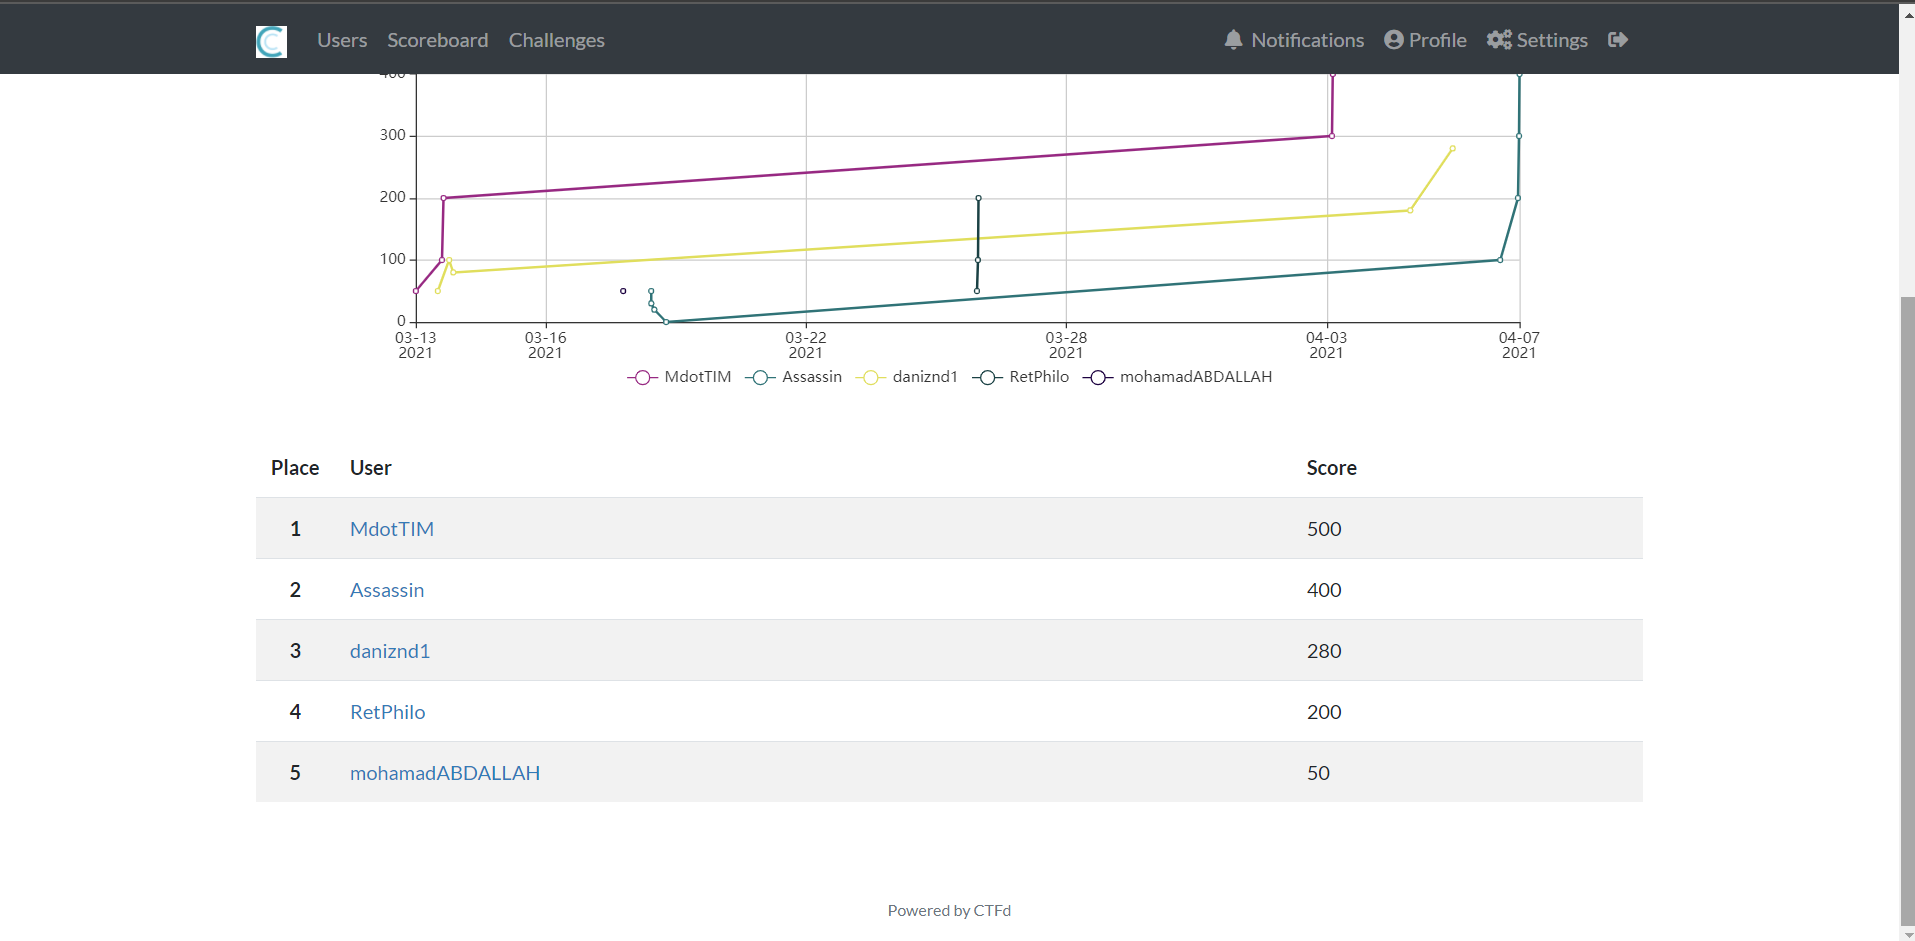 Users Scoreboard Challenges Notifications Profile Settings
400
300
200
100
0
03-13 03-16 03-22 03-28 04-03 04-07
2021 2021 2021 2021 2021 2021
MdotTIM Assassin daniznd1 RetPhilo mohamadABDALLAH
Place User Score
1 MdotTIM 500
2 Assassin 400
3 daniznd1 280
4 RetPhilo 200
5 mohamadABDALLAH 50
Powered by CTFd